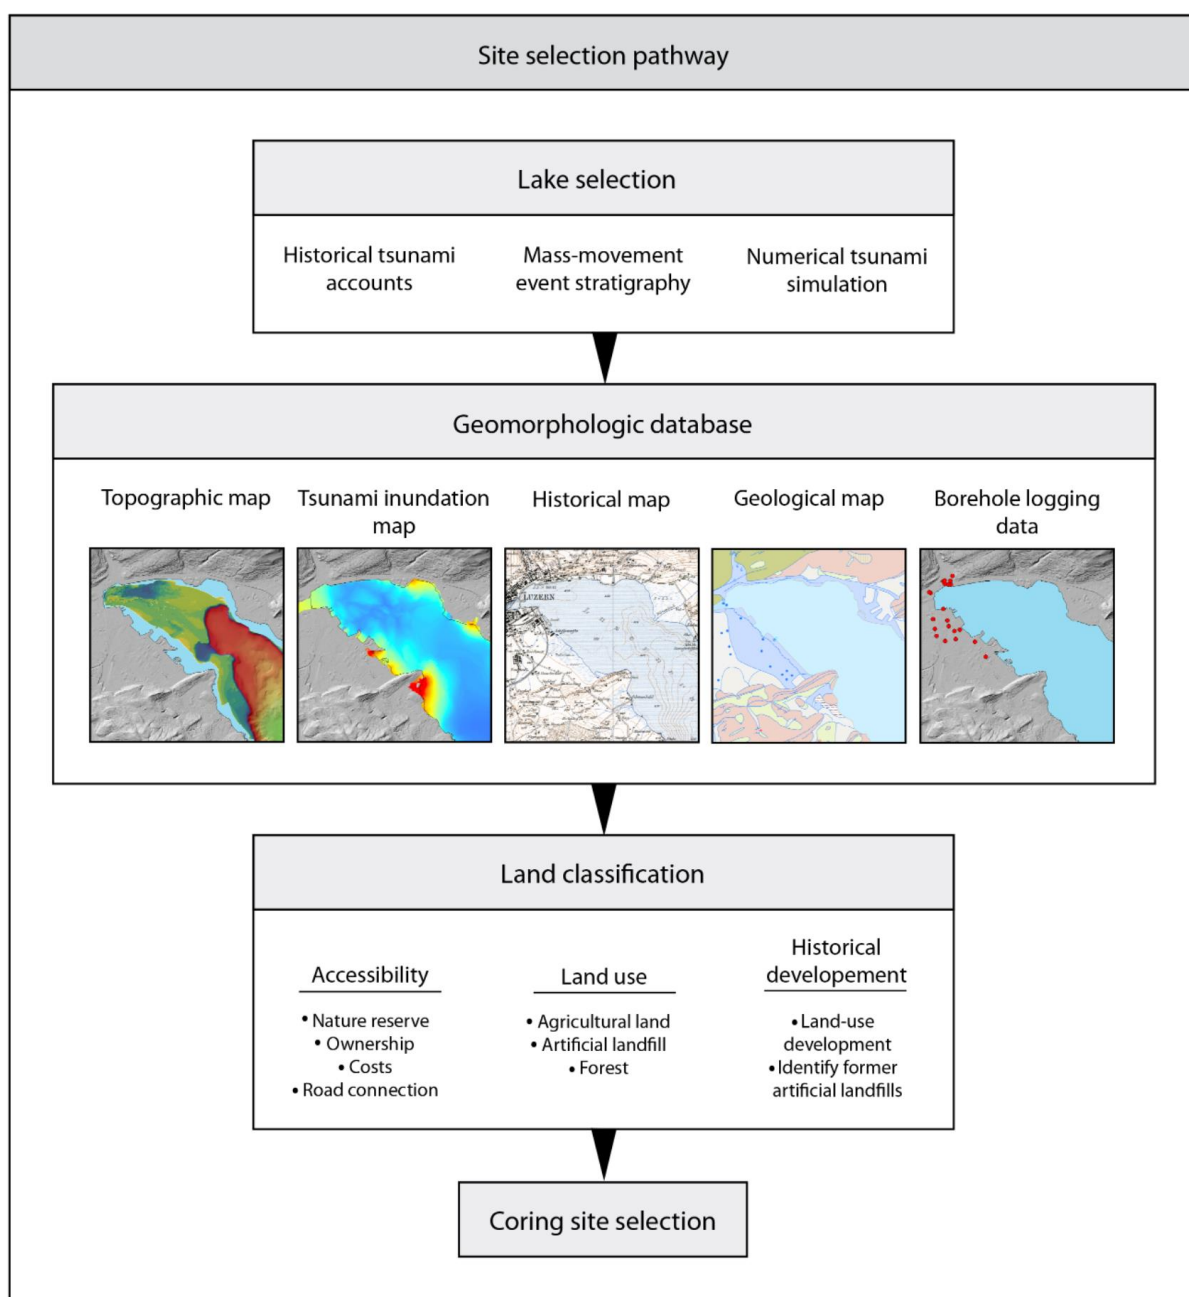 Site selection pathway
Lake selection
Historical tsunami
accounts
Mass-movement
event stratigraphy
Numerical tsunami
simulation
Geomorphologic database
Topographic map
Tsunami inundation
map
Historical map
Geological map
Borehole logging
data
LUZERN
Land classification
Accessibility
• Nature reserve
• Ownership
• Costs
• Road connection
Land use
• Agricultural land
• Artificial landfill
• Forest
Historical
developement
• Land-use
development
• Identify former
artificial landfills
Coring site selection